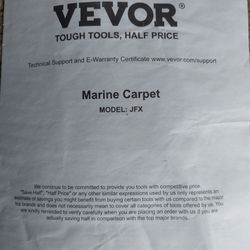 VEVOR®
TOUGH TOOLS, HALF PRICE
Technical Support and E-Warranty Certificate www.vevor.com/support
Marine Carpet
MODEL: JFX
We continue to be committed to provide you tools with competitive price.
"Save Half", "Half Price" or any other similar expressions used by us only represents an
estimate of savings you might benefit from buying certain tools with us compared to the major
top brands and does not necessarily mean to cover all categories of tools offered by us. You
are kindly reminded to verify carefully when you are placing an order with us if you are
actually saving half in comparison with the top major brands.